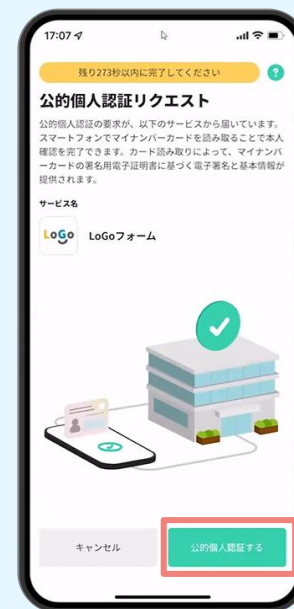 17:07
残り273秒以内に完了してください
?
公的個人認証リクエスト
公的個人認証の要求が、以下のサービスから届いています。
スマートフォンでマイナンバーカードを読み取ることで本人
確認を完了できます。カード読み取りによって、マイナンバ
ーカードの署名用電子証明書に基づく電子署名と基本情報が
提供されます。
サービス名
LoGo
LoGoフォーム
キャンセル
公的個人認証する